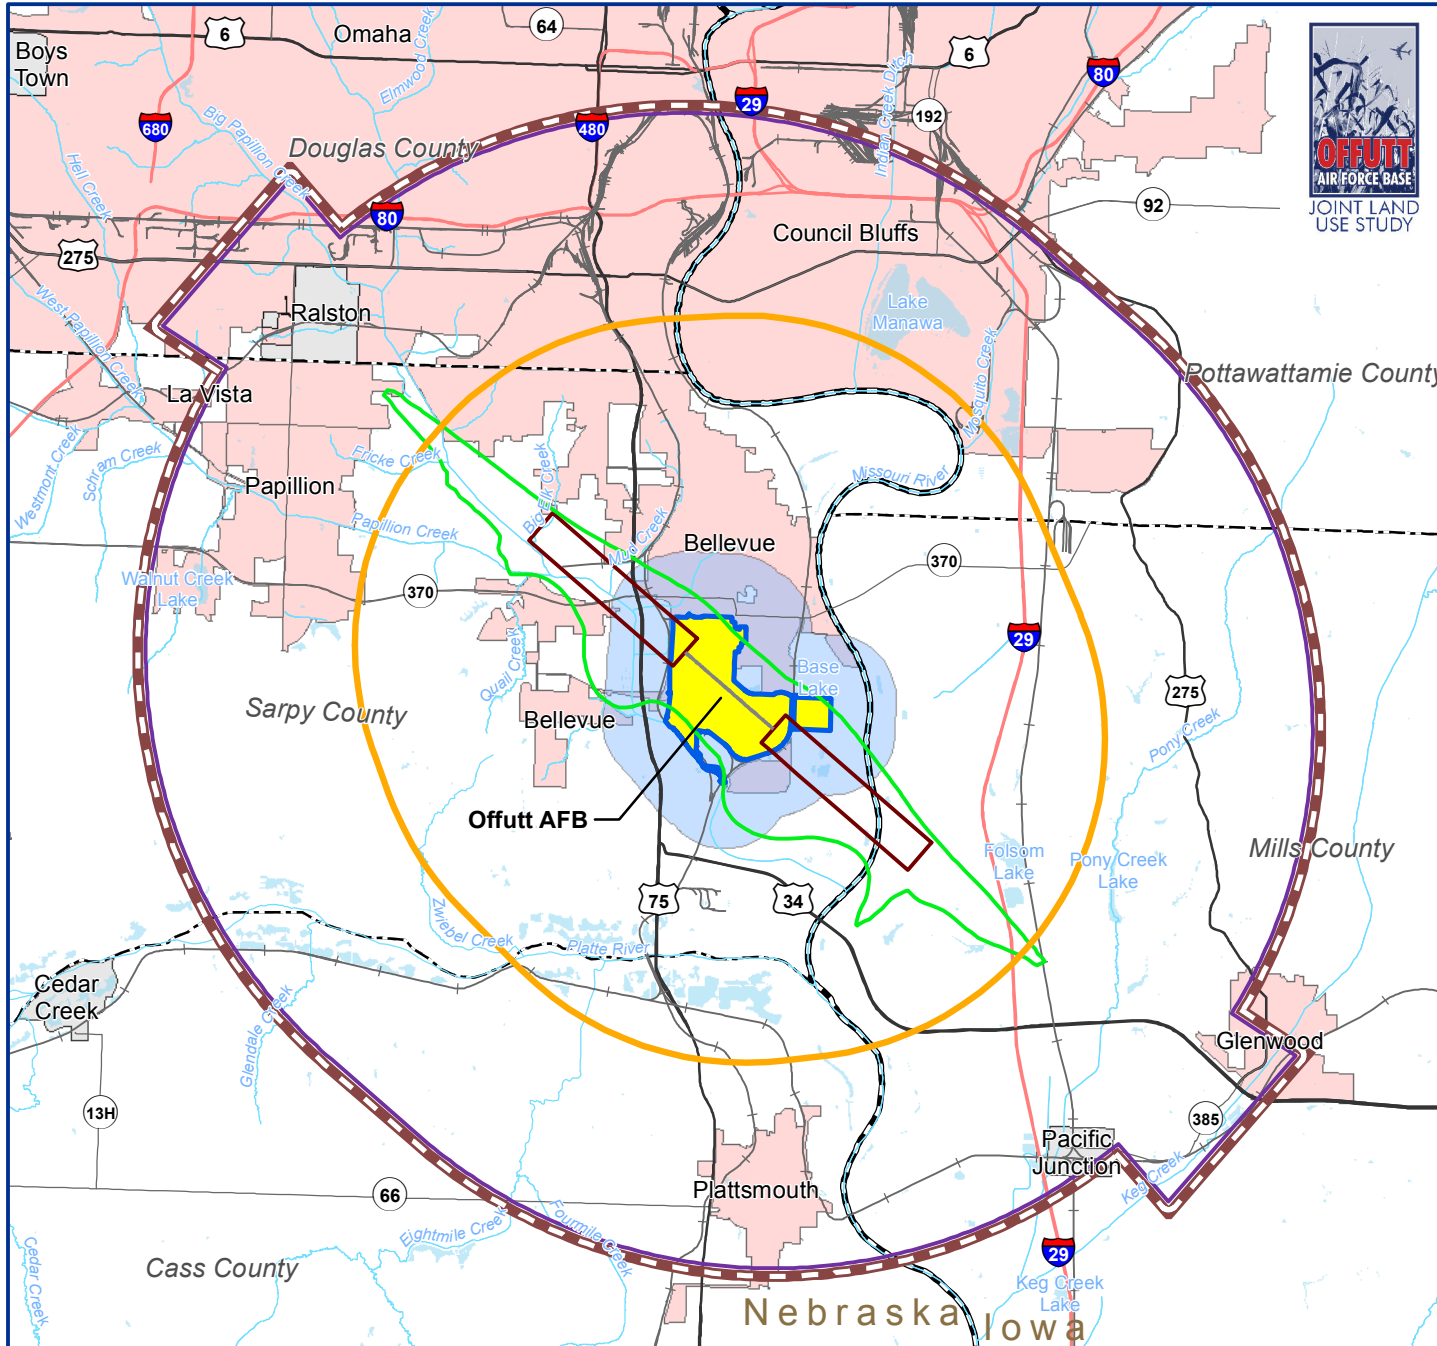 6
Omaha
64
6
Boys
Town
Elmwood Creek
Indian Creek Ditch
80
OFFUTT
AIR FORCE BASE
JOINT LAND
USE STUDY
680
Big Papillion Creek
480
29
192
Hell Creek
Douglas County
80
92
275
Council Bluffs
West Papillion Creek
Ralston
Lake
Manawa
Mosquito Creek
Pottawattamie County
La Vista
Westmont Creek
Schram Creek
Fricke Creek
Big Elk Creek
Missouri River
Papillion
Papillion Creek
Mud Creek
Bellevue
Walnut Creek
Lake
370
370
29
Quail Creek
Base
Lake
275
Sarpy County
Bellevue
Pony Creek
Offutt AFB
Folsom
Lake
Pony Creek
Lake
Mills County
75
34
Zwiebel Creek
Platte River
Cedar
Creek
Glendale Creek
Glenwood
13H
385
Pacific
Junction
Keg Creek
66
Plattsmouth
Eightmile Creek
Fourmile Creek
Cedar Creek
Cass County
29
Keg Creek
Lake
Nebraska
Iowa